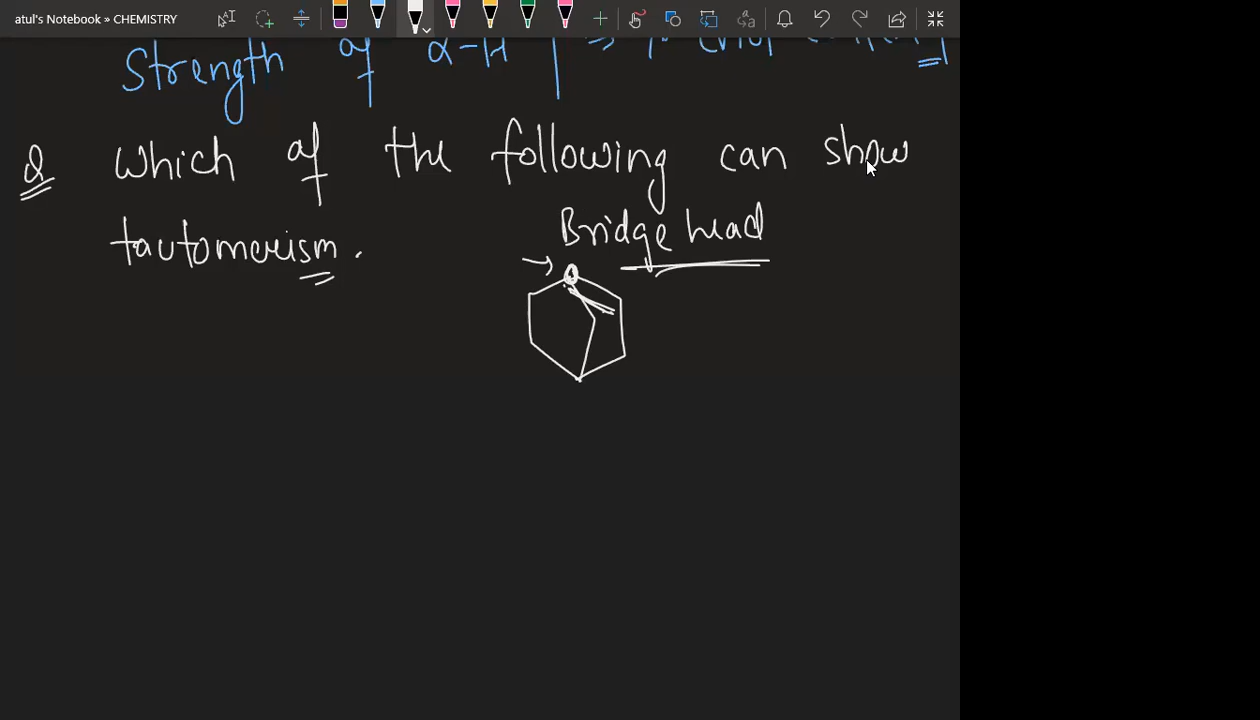 atul's Notebook » CHEMISTRY
Strength of α-H ↑ ⇒
Q Which of the following can show
tautomerism.
Bridge head